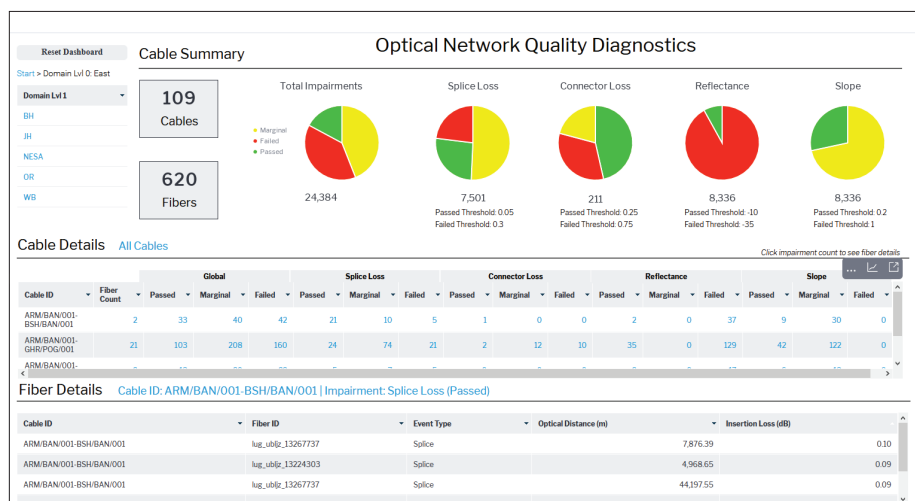 Optical Network Quality Diagnostics
Reset Dashboard
Cable Summary
Start > Domain Lvl 0: East
Domain Lvl 1
BH
JH
NESA
OR
WB
109
Cables
620
Fibers
Total Impairments
Marginal
Failed
Passed
24,384
Splice Loss
7,501
Passed Threshold: 0.05
Failed Threshold: 0.3
Connector Loss
211
Passed Threshold: 0.25
Failed Threshold: 0.75
Reflectance
8,336
Passed Threshold: -10
Failed Threshold: -35
Slope
8,336
Passed Threshold: 0.2
Failed Threshold: 1
Cable Details All Cables
Click impairment count to see fiber details
Global Splice Loss Connector Loss Reflectance Slope
Cable ID Fiber Count Passed Marginal Failed Passed Marginal Failed Passed Marginal Failed Passed Marginal Failed Passed Marginal Failed
ARM/BAN/001-
BSH/BAN/001 2 33 40 42 21 10 5 1 0 0 2 0 37 9 30 0
ARM/BAN/001-
GHR/POG/001 21 103 208 160 24 74 21 2 12 10 35 0 129 42 122 0
ARM/BAN/001-
Fiber Details Cable ID: ARM/BAN/001-BSH/BAN/001 | Impairment: Splice Loss (Passed)
Cable ID Fiber ID Event Type Optical Distance (m) Insertion Loss (dB)
ARM/BAN/001-BSH/BAN/001 lug_ubljz_13267737 Splice 7,876.39 0.10
ARM/BAN/001-BSH/BAN/001 lug_ubljz_13224303 Splice 4,968.65 0.09
ARM/BAN/001-BSH/BAN/001 lug_ubljz_13267737 Splice 44,197.55 0.09